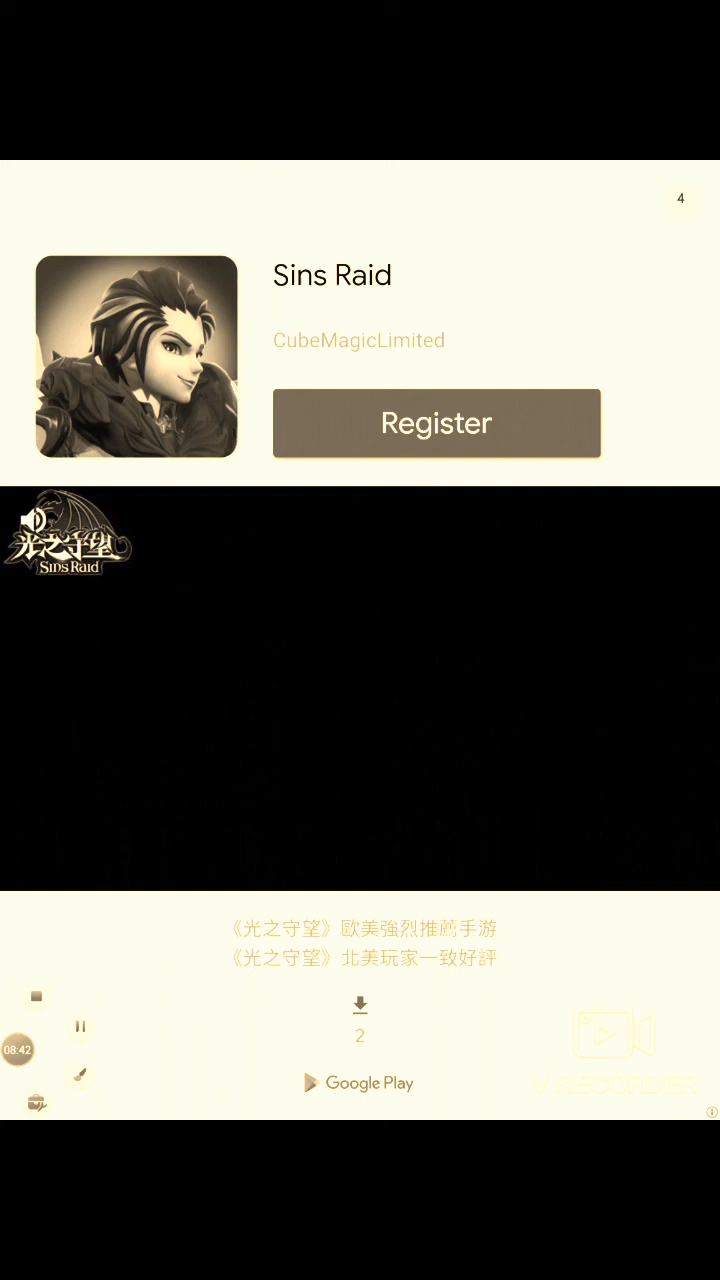 4
Sins Raid
CubeMagicLimited
Register
光之守望
Sins Raid
《光之守望》歐美強烈推薦手游
《光之守望》北美玩家一致好評
2
08:42
Google Play
V RECORDER